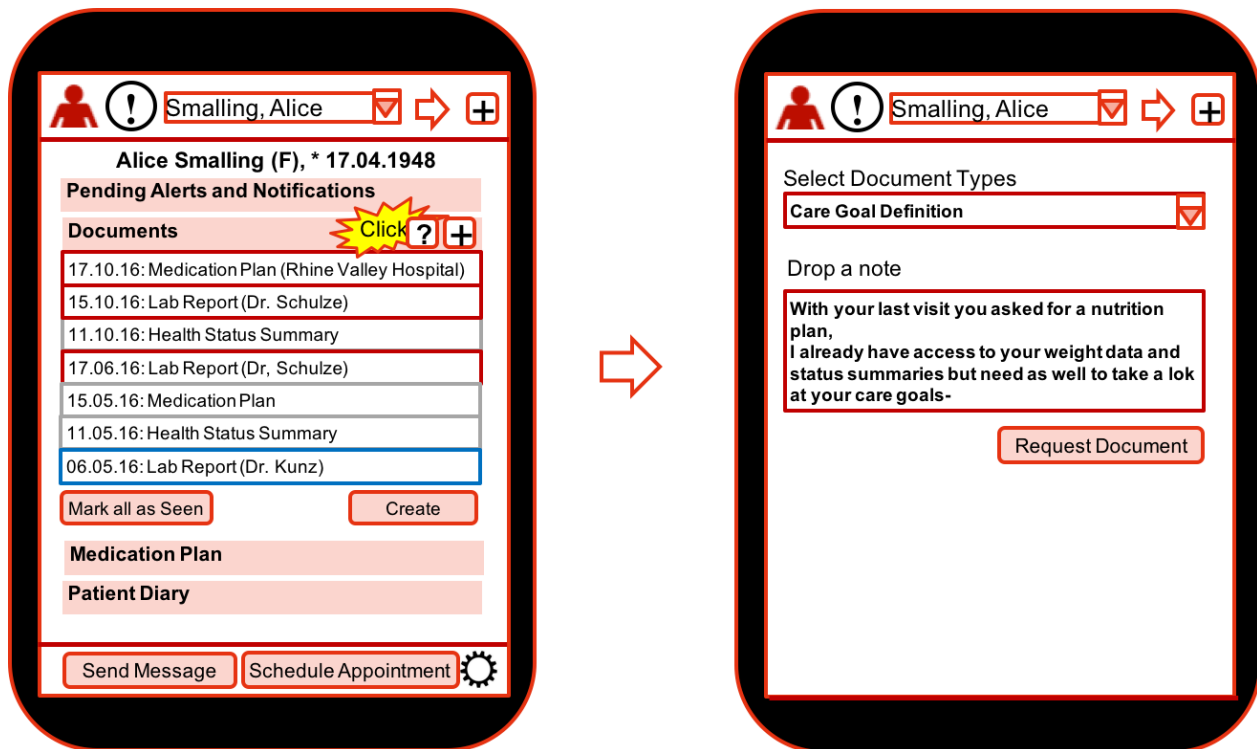 Smalling, Alice
Alice Smalling (F), * 17.04.1948
Pending Alerts and Notifications
Documents
Click
?
+
17.10.16: Medication Plan (Rhine Valley Hospital)
15.10.16: Lab Report (Dr. Schulze)
11.10.16: Health Status Summary
17.06.16: Lab Report (Dr, Schulze)
15.05.16: Medication Plan
11.05.16: Health Status Summary
06.05.16: Lab Report (Dr. Kunz)
Mark all as Seen
Create
Medication Plan
Patient Diary
Send Message
Schedule Appointment
Smalling, Alice
Select Document Types
Care Goal Definition
Drop a note
With your last visit you asked for a nutrition
plan,
I already have access to your weight data and
status summaries but need as well to take a lok
at your care goals-
Request Document